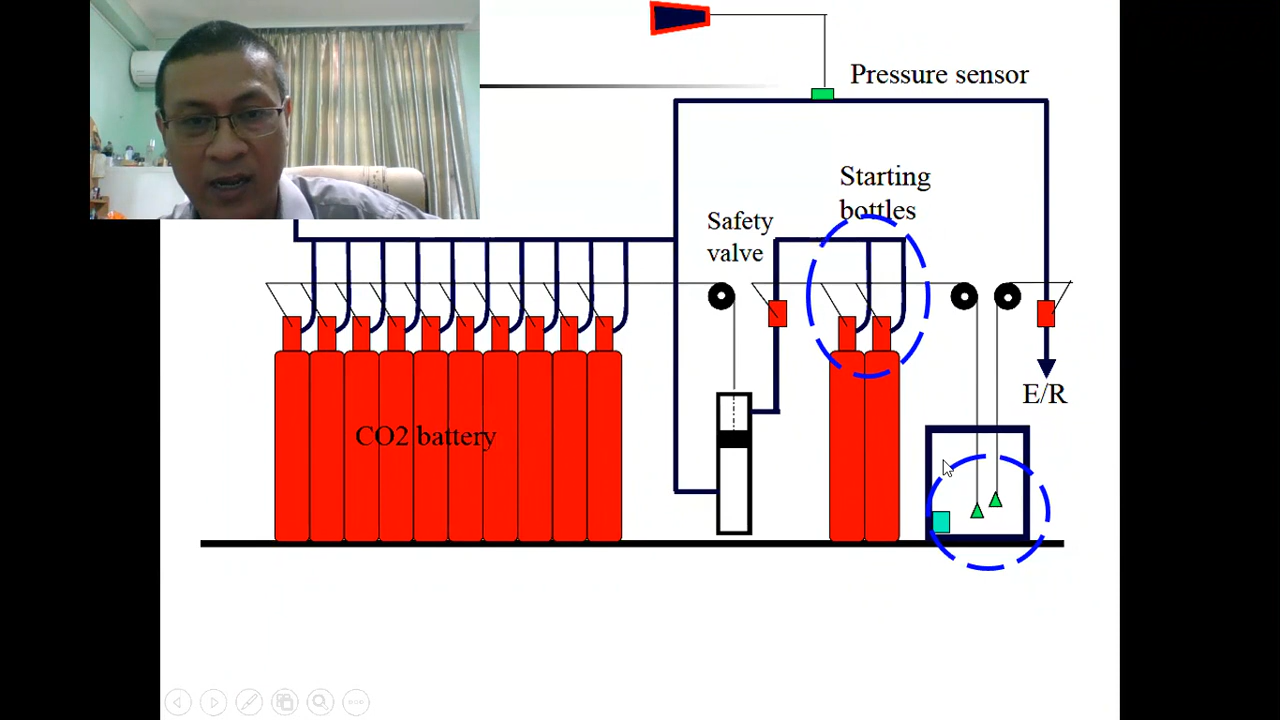 Pressure sensor
Starting
bottles
Safety
valve
E/R
CO2 battery